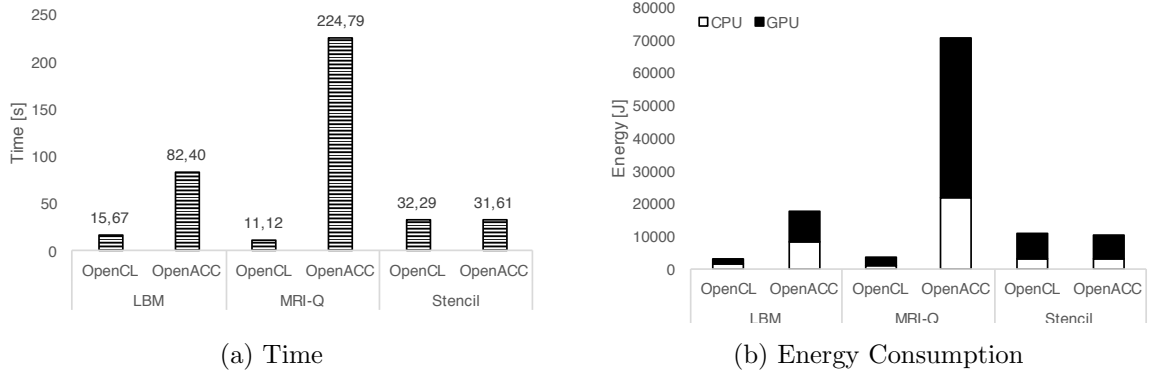 250
200
150
100
50
0
Time [s]
15,67
82,40
11,12
224,79
32,29
31,61
OpenCL OpenACC OpenCL OpenACC OpenCL OpenACC
LBM MRI-Q Stencil
(a) Time
CPU GPU
80000
70000
60000
50000
40000
30000
20000
10000
0
Energy [J]
OpenCL OpenACC OpenCL OpenACC OpenCL OpenACC
LBM MRI-Q Stencil
(b) Energy Consumption